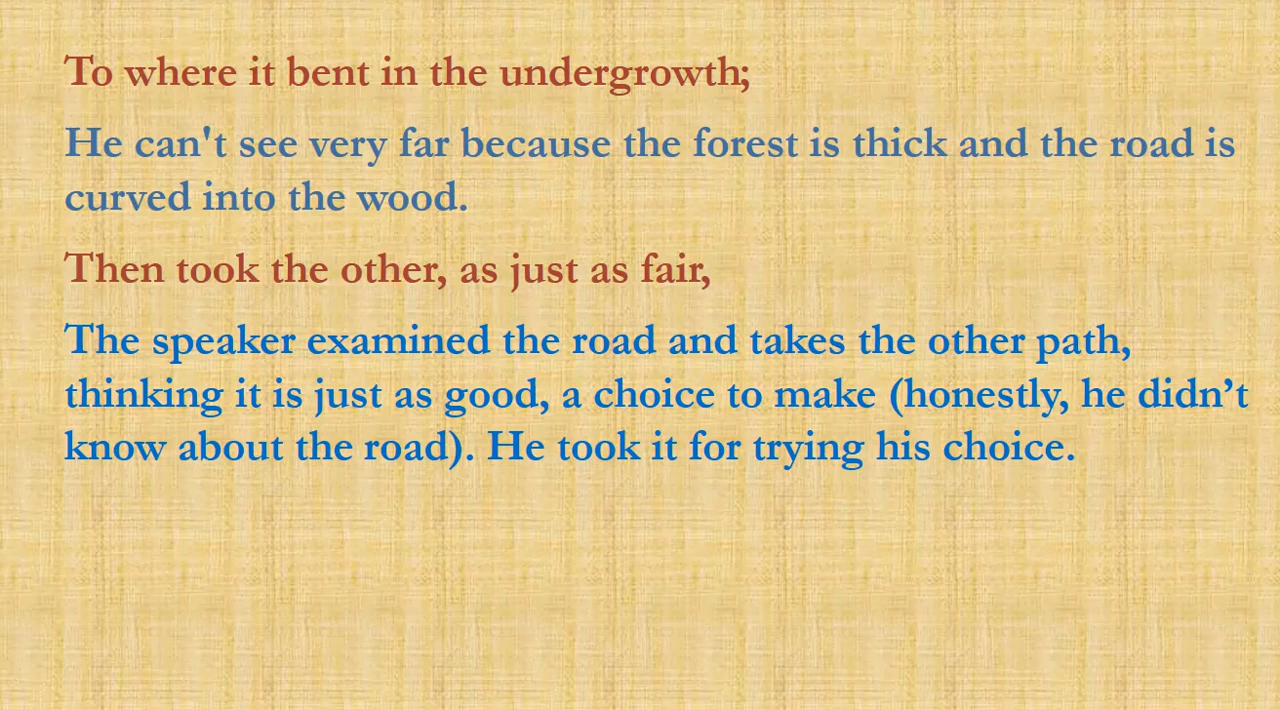 To where it bent in the undergrowth;
He can't see very far because the forest is thick and the road is
curved into the wood.
Then took the other, as just as fair,
The speaker examined the road and takes the other path,
thinking it is just as good, a choice to make (honestly, he didn’t
know about the road). He took it for trying his choice.